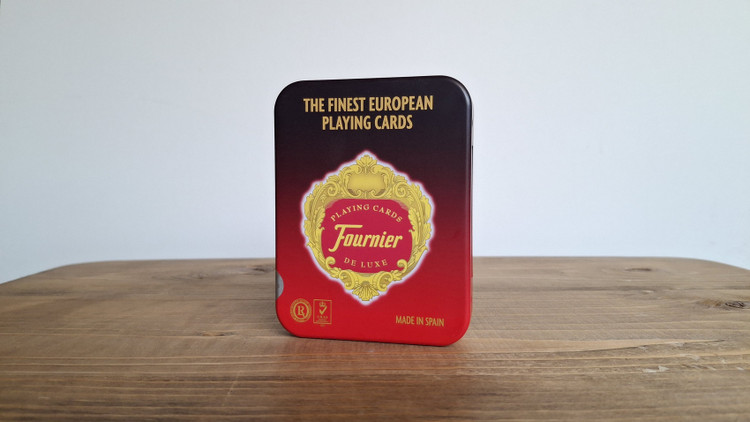 THE FINEST EUROPEAN
PLAYING CARDS
PLAYING CARDS
Fournier
DE LUXE
R
MADE IN SPAIN